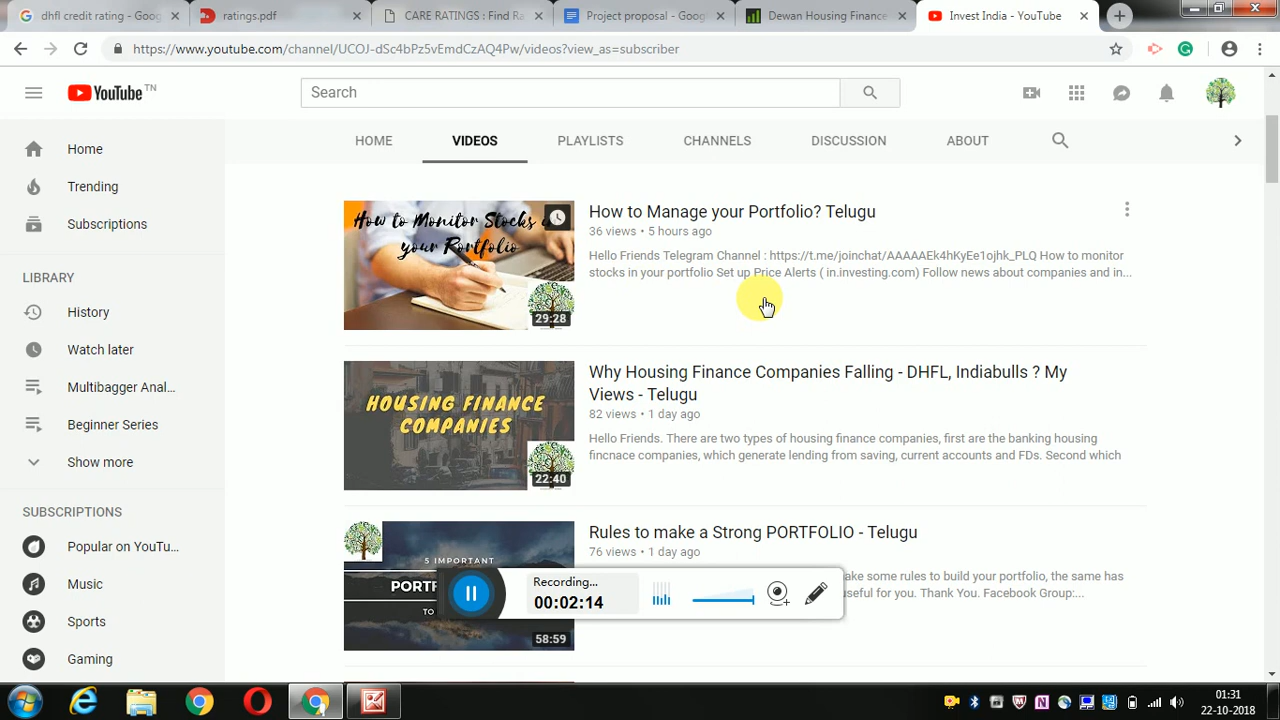 dhfl credit rating - Goog
ratings.pdf
CARE RATINGS - Find Ra
Project proposal - Googl
Dewan Housing Finance
Invest India - YouTube
https://www.youtube.com/channel/UCOJ-dSc4bPz5vEmdCzAQ4Pw/videos?view_as=subscriber
YouTube TN
Search
HOME
VIDEOS
PLAYLISTS
CHANNELS
DISCUSSION
ABOUT
Home
Trending
Subscriptions
LIBRARY
History
Watch later
Multibagger Anal...
Beginner Series
Show more
SUBSCRIPTIONS
Popular on YouTu...
Music
Sports
Gaming
How to Monitor Stocks in
your Portfolio
29:28
How to Manage your Portfolio? Telugu
36 views • 5 hours ago
Hello Friends Telegram Channel : https://t.me/joinchat/AAAAAEk4hKyEe1ojhk_PLQ How to monitor
stocks in your portfolio Set up Price Alerts ( in.investing.com) Follow news about companies and in...
HOUSING FINANCE
COMPANIES
22:40
Why Housing Finance Companies Falling - DHFL, Indiabulls ? My
Views - Telugu
82 views • 1 day ago
Hello Friends. There are two types of housing finance companies, first are the banking housing
fincnace companies, which generate lending from saving, current accounts and FDs. Second which
5 IMPORTANT
PORTF
TO
58:59
Rules to make a Strong PORTFOLIO - Telugu
76 views • 1 day ago
ake some rules to build your portfolio, the same has
useful for you. Thank You. Facebook Group:...
Recording...
00:02:14
01:31
22-10-2018